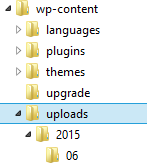 wp-content
languages
plugins
themes
upgrade
uploads
2015
06